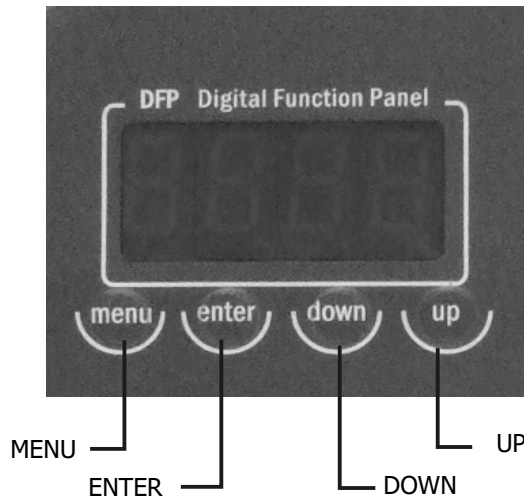 DFP Digital Function Panel
menu enter down up
MENU
UP
ENTER
DOWN